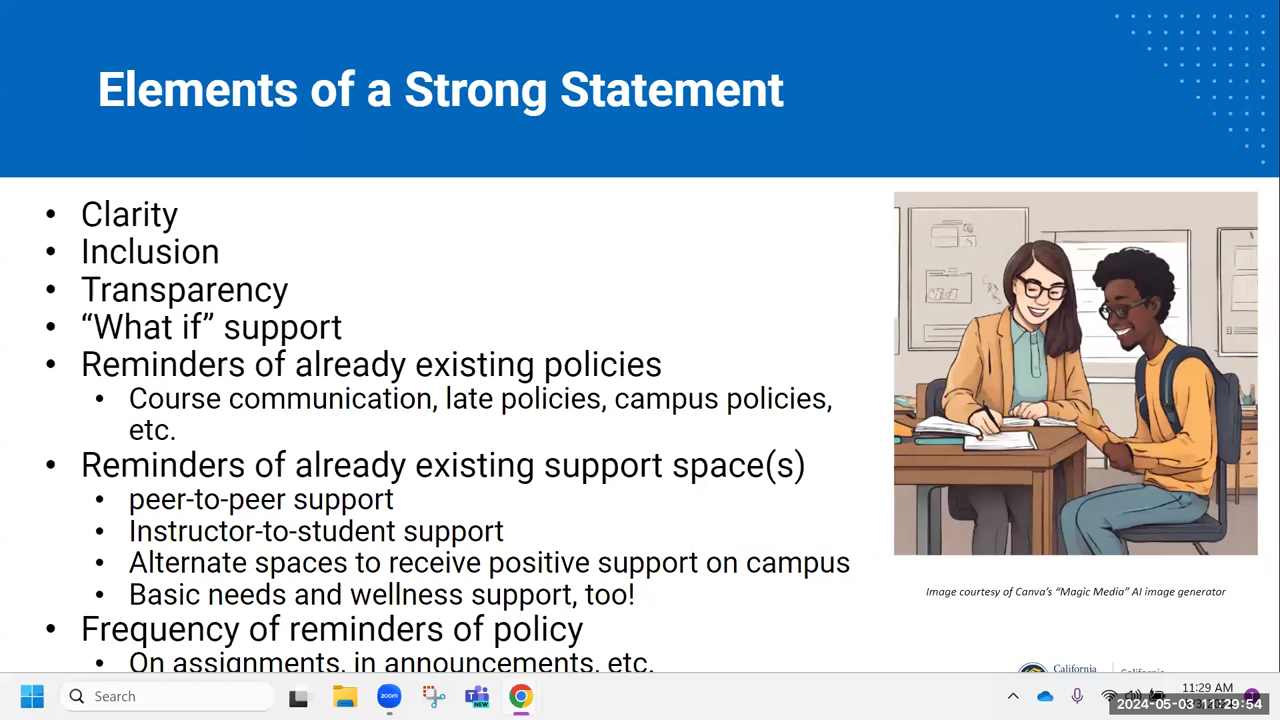 Elements of a Strong Statement
• Clarity
• Inclusion
• Transparency
• “What if” support
• Reminders of already existing policies
• Course communication, late policies, campus policies,
etc.
• Reminders of already existing support space(s)
• peer-to-peer support
• Instructor-to-student support
• Alternate spaces to receive positive support on campus
• Basic needs and wellness support, too!
• Frequency of reminders of policy
• On assignments, in announcements, etc.
Image courtesy of Canva’s “Magic Media” AI image generator
California
Search
zoom
NEW
11:29 AM
2024-05-03 11:29:54